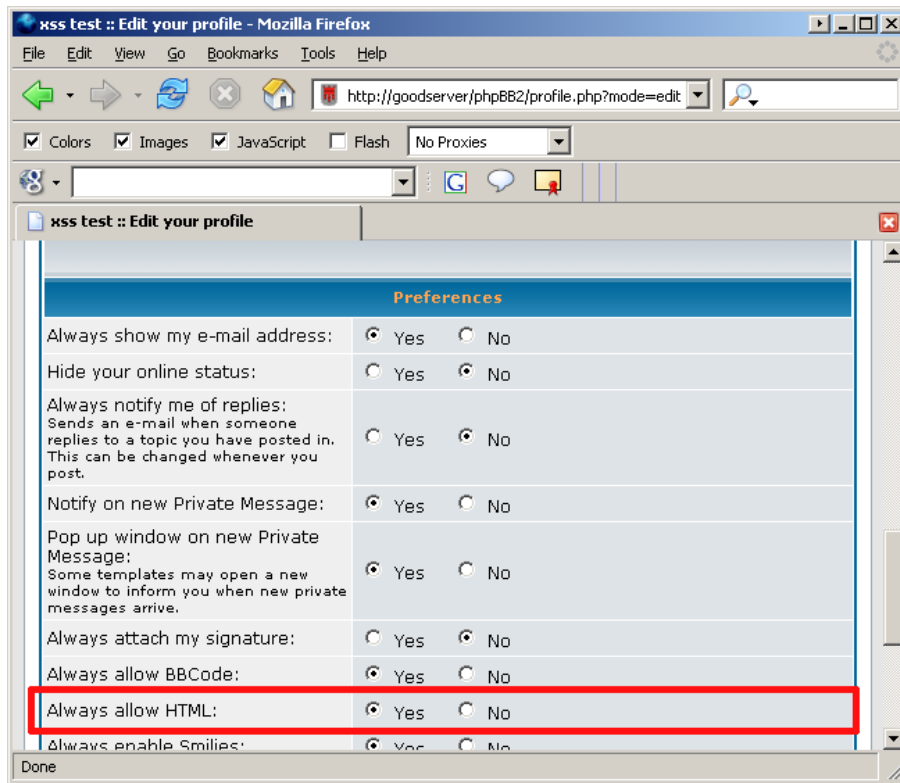 xss test :: Edit your profile - Mozilla Firefox
File Edit View Go Bookmarks Tools Help
http://goodserver/phpBB2/profile.php?mode=edit
Colors Images JavaScript Flash No Proxies
G
xss test :: Edit your profile
Preferences
Always show my e-mail address: Yes No
Hide your online status: Yes No
Always notify me of replies:
Sends an e-mail when someone
replies to a topic you have posted in.
This can be changed whenever you
post.
Yes No
Notify on new Private Message: Yes No
Pop up window on new Private
Message:
Some templates may open a new
window to inform you when new private
messages arrive.
Yes No
Always attach my signature: Yes No
Always allow BBCode: Yes No
Always allow HTML: Yes No
Always enable Smilies: Yes No
Done